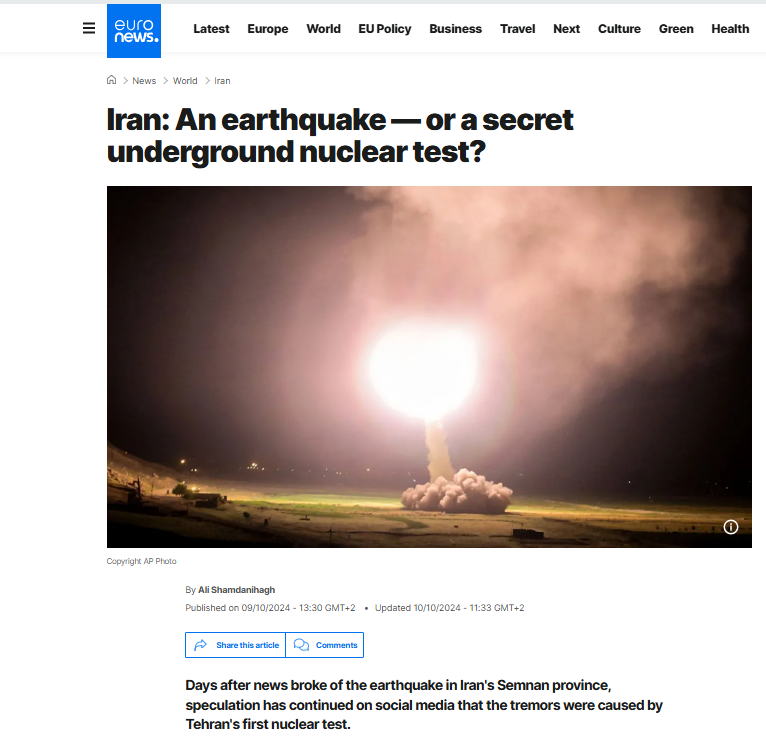 euro
news.
Latest Europe World EU Policy Business Travel Next Culture Green Health
News World Iran
Iran: An earthquake — or a secret
underground nuclear test?
Copyright AP Photo
By Ali Shamdanihagh
Published on 09/10/2024 - 13:30 GMT+2 • Updated 10/10/2024 - 11:33 GMT+2
Share this article Comments
Days after news broke of the earthquake in Iran's Semnan province,
speculation has continued on social media that the tremors were caused by
Tehran's first nuclear test.